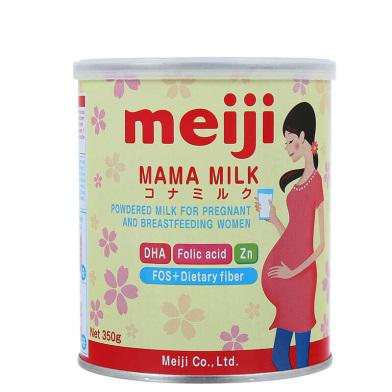 meiji
MAMA MILK
コナミルク
POWDERED MILK FOR PREGNANT
AND BREASTFEEDING WOMEN
DHA Folic acid Zn
FOS+Dietary fiber
Net 350g
Meiji Co., Ltd.